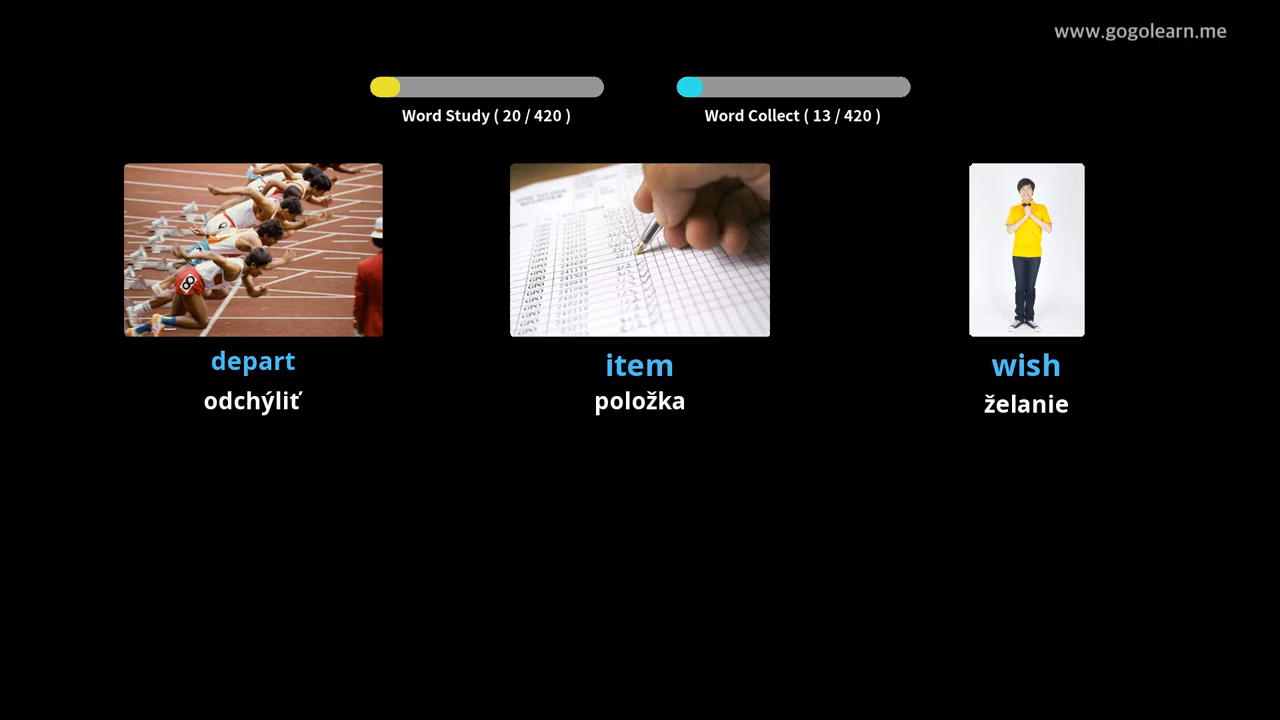 www.gogolearn.me
Word Study ( 20 / 420 )
Word Collect ( 13 / 420 )
depart
odchýliť
item
položka
wish
želanie